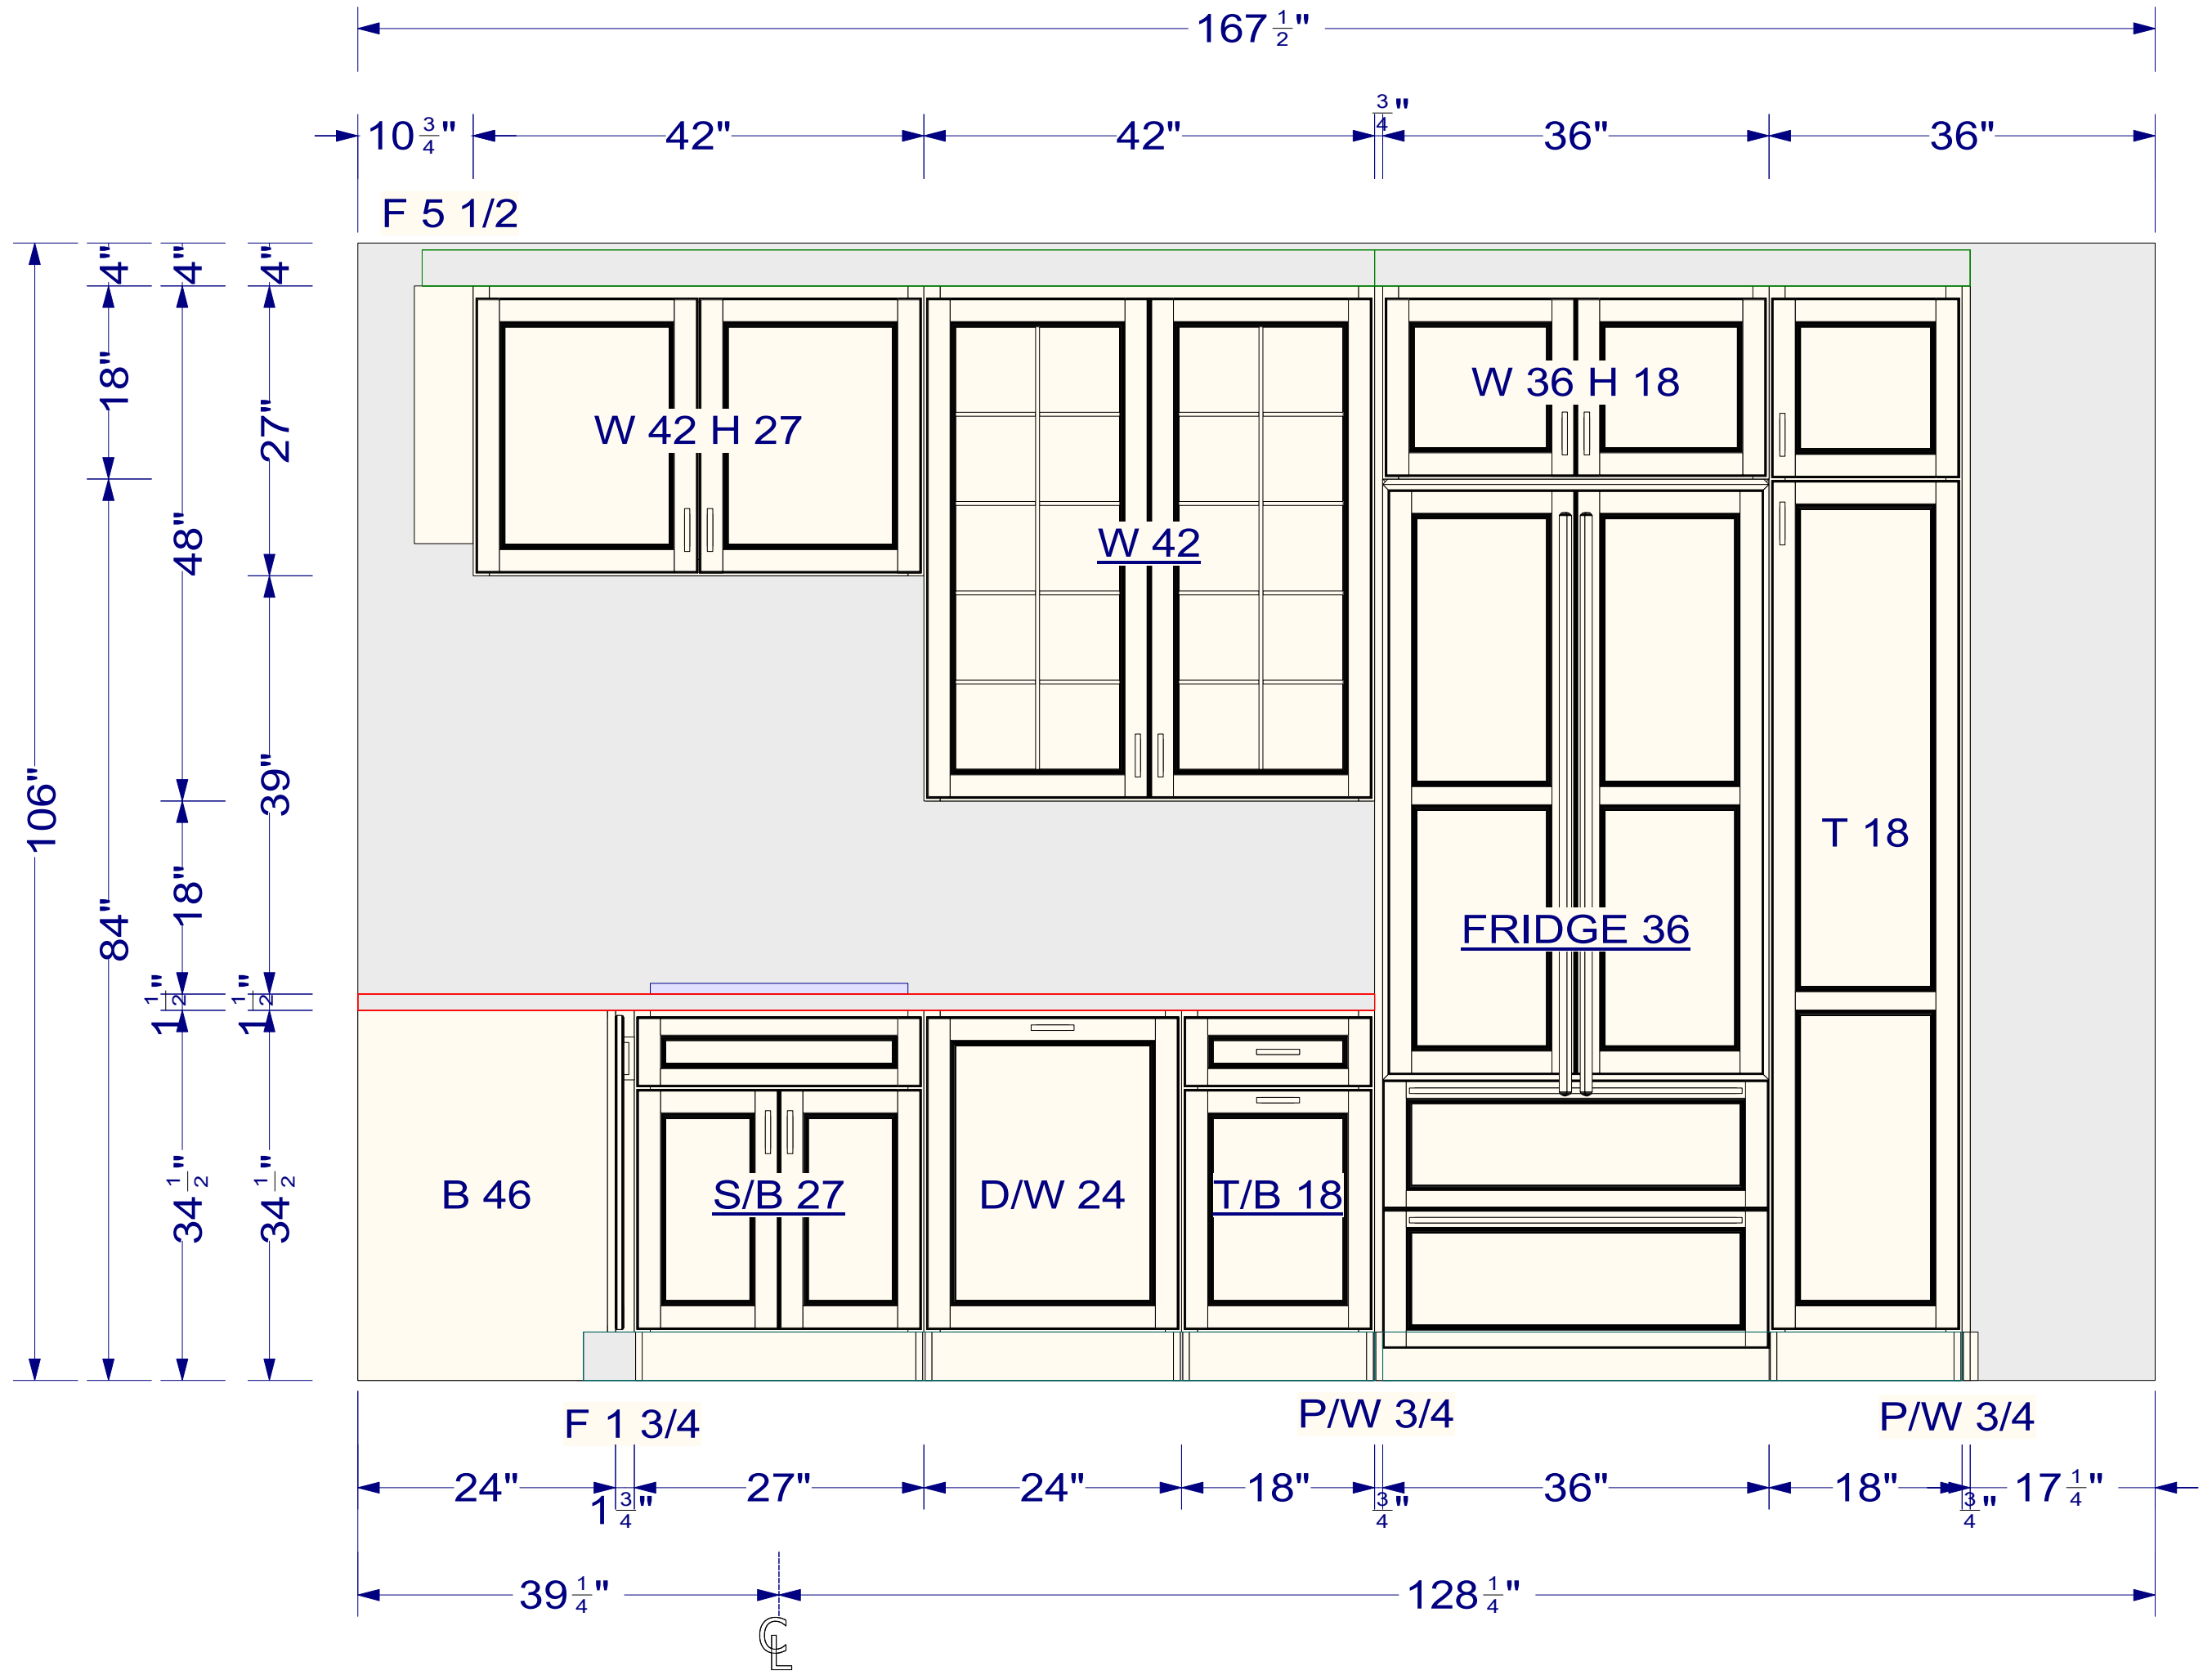 167 1/2"
3/4"
10 3/4" 42" 42" 36" 36"
F 5 1/2
4" 4" 4"
18"
27"
W 36 H 18
W 42 H 27
48"
W 42
39"
106"
T 18
18"
84"
FRIDGE 36
1 1/2" 1 1/2"
34 1/2" 34 1/2"
B 46 S/B 27 D/W 24 T/B 18
F 1 3/4 P/W 3/4 P/W 3/4
24" 27" 24" 18" 36" 18" 17 1/4"
1 3/4" 3/4" 3/4"
39 1/4" 128 1/4"
CL